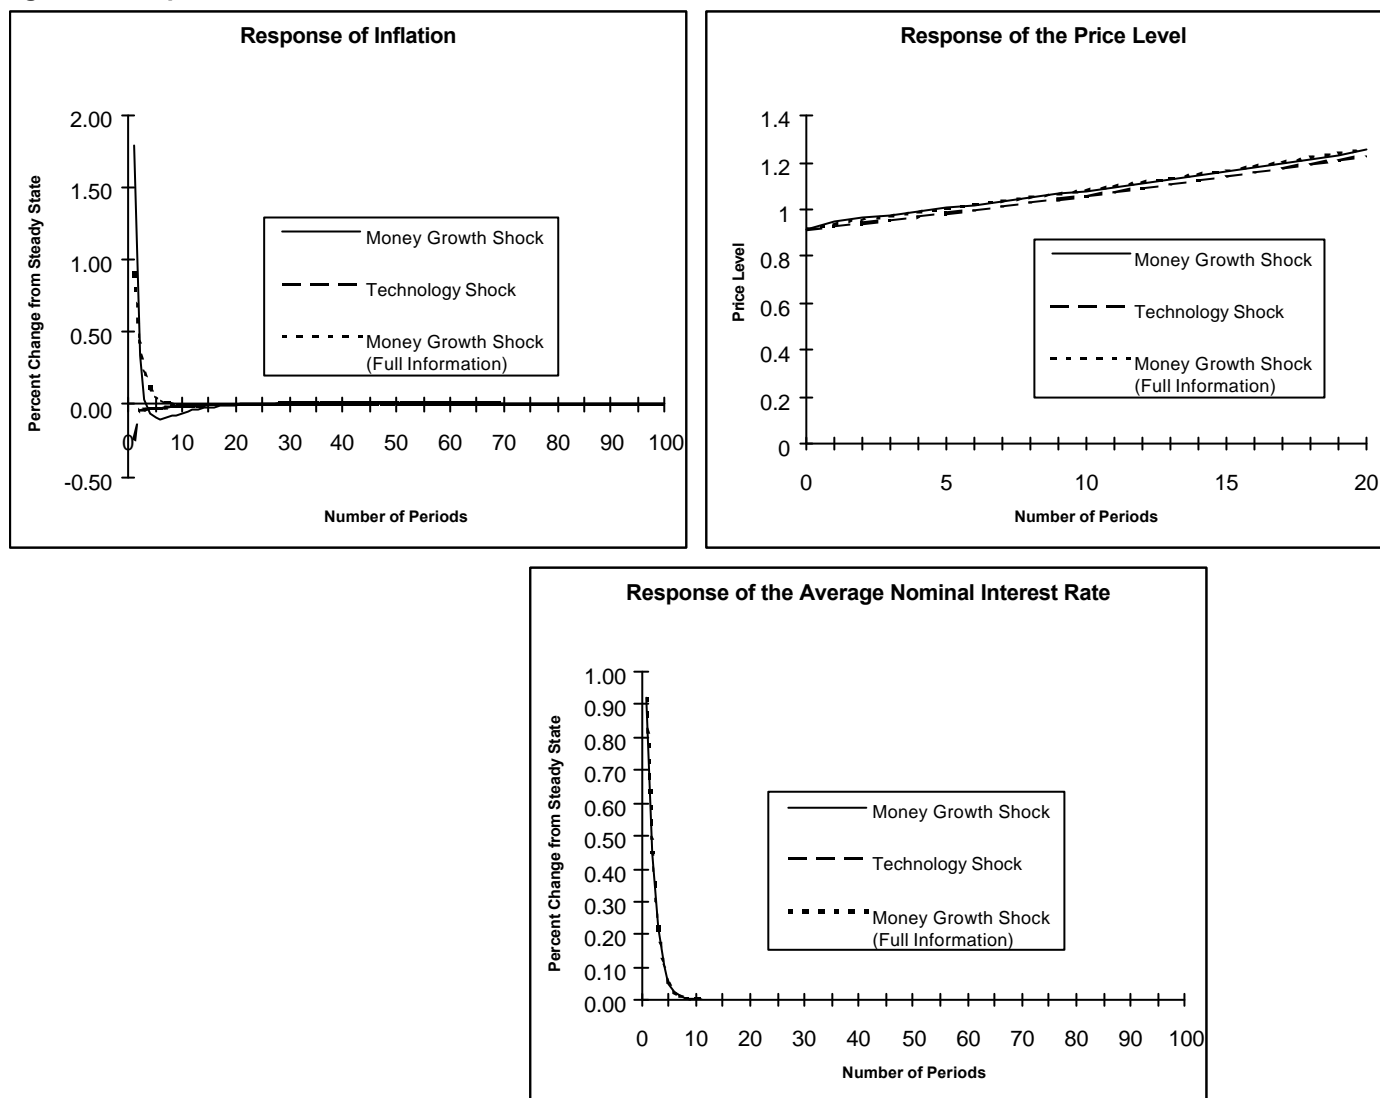 Response of Inflation
Percent Change from Steady State
2.00
1.50
1.00
0.50
0.00
-0.50
0 10 20 30 40 50 60 70 80 90 100
Number of Periods
Money Growth Shock
Technology Shock
Money Growth Shock
(Full Information)
Response of the Price Level
Price Level
1.4
1.2
1
0.8
0.6
0.4
0.2
0
0 5 10 15 20
Number of Periods
Money Growth Shock
Technology Shock
Money Growth Shock
(Full Information)
Response of the Average Nominal Interest Rate
Percent Change from Steady State
1.00
0.90
0.80
0.70
0.60
0.50
0.40
0.30
0.20
0.10
0.00
0 10 20 30 40 50 60 70 80 90 100
Number of Periods
Money Growth Shock
Technology Shock
Money Growth Shock
(Full Information)